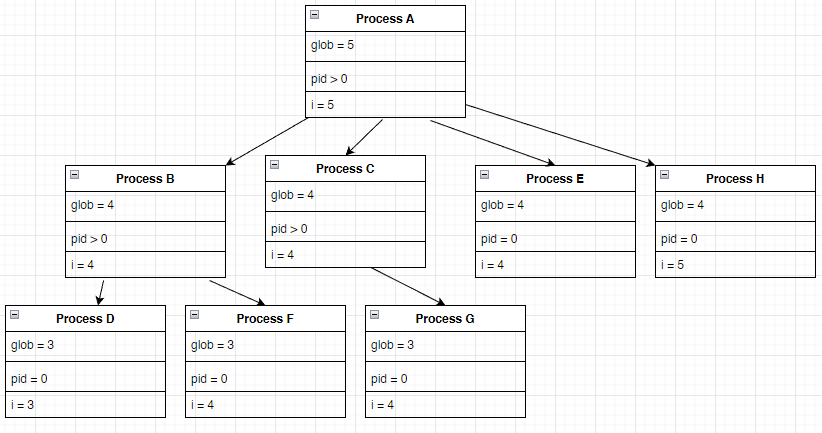 Process A
glob = 5
pid > 0
i = 5
Process B
glob = 4
pid > 0
i = 4
Process C
glob = 4
pid > 0
i = 4
Process E
glob = 4
pid = 0
i = 4
Process H
glob = 4
pid = 0
i = 5
Process D
glob = 3
pid = 0
i = 3
Process F
glob = 3
pid = 0
i = 4
Process G
glob = 3
pid = 0
i = 4